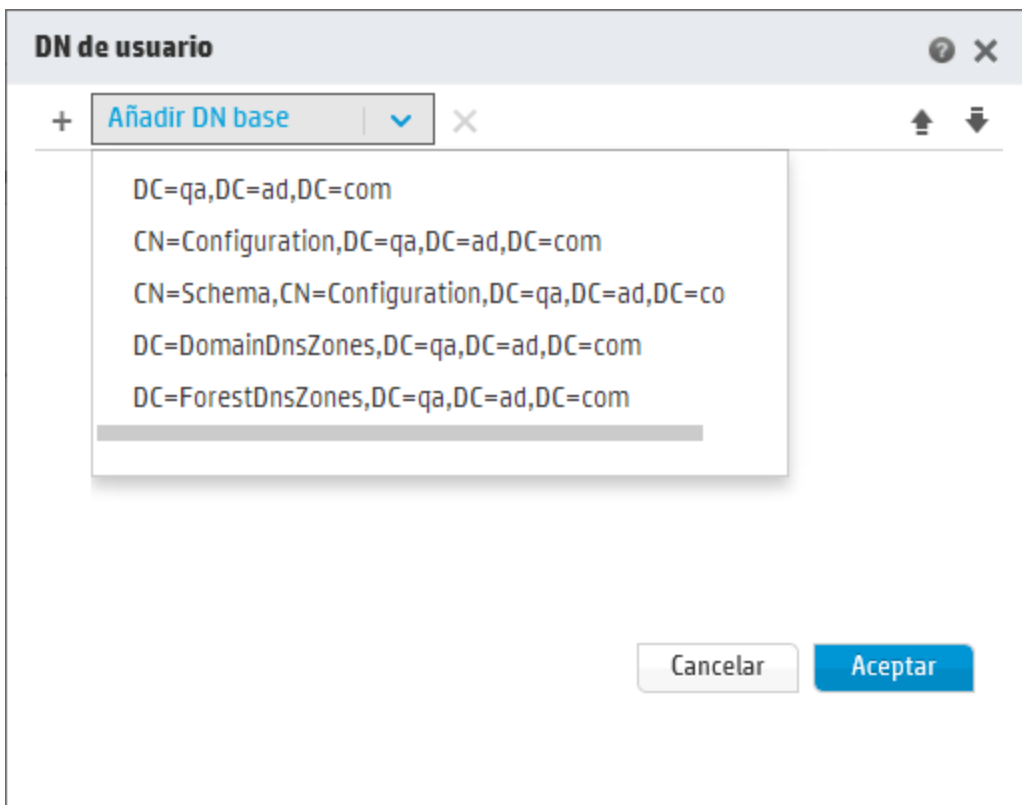 DN de usuario
Añadir DN base
DC=qa,DC=ad,DC=com
CN=Configuration,DC=qa,DC=ad,DC=com
CN=Schema,CN=Configuration,DC=qa,DC=ad,DC=co
DC=DomainDnsZones,DC=qa,DC=ad,DC=com
DC=ForestDnsZones,DC=qa,DC=ad,DC=com
Cancelar
Aceptar